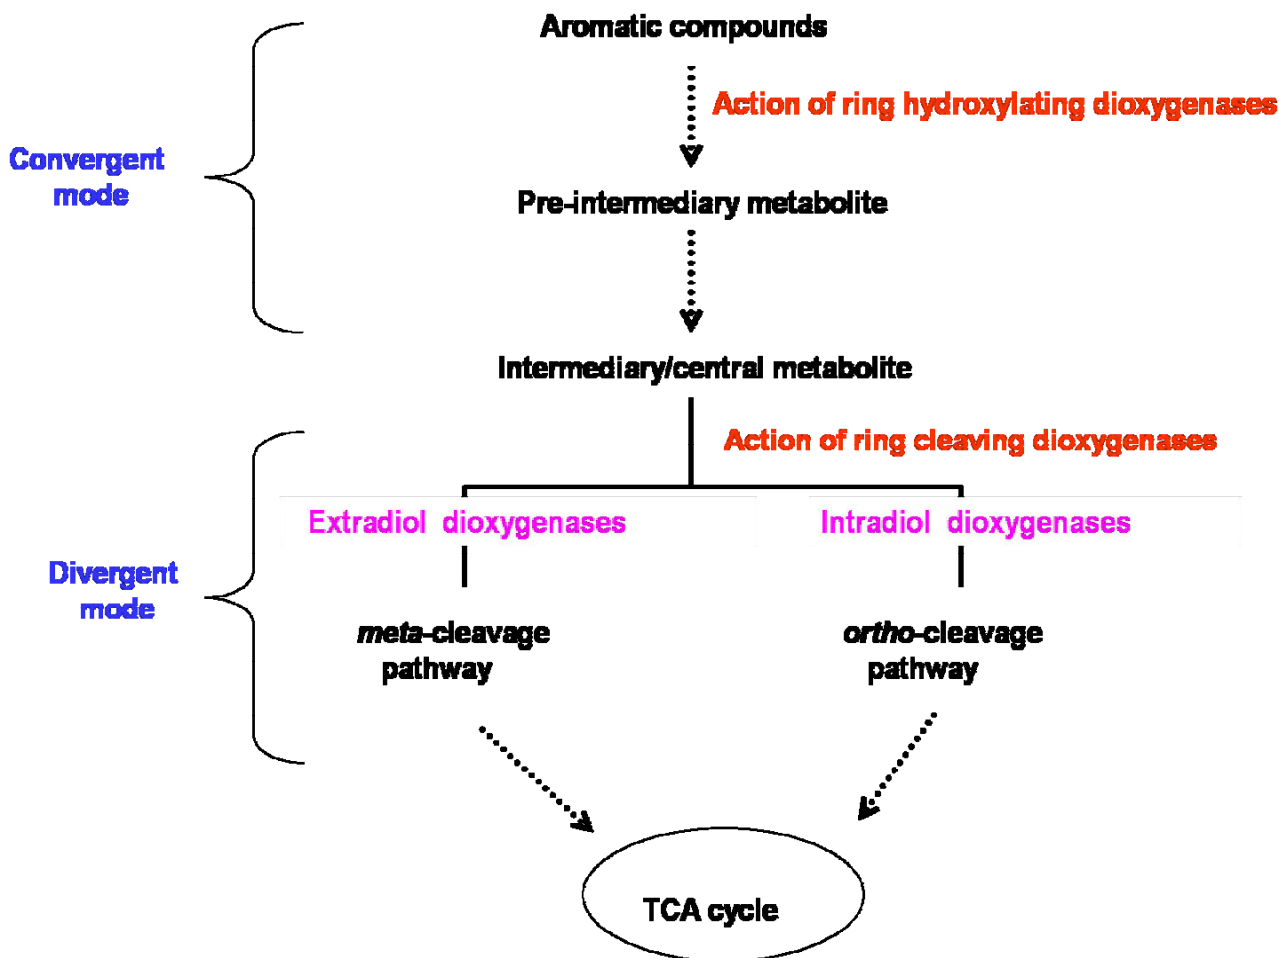 Aromatic compounds
Action of ring hydroxylating dioxygenases
Convergent
mode
Pre-intermediary metabolite
Intermediary/central metabolite
Action of ring cleaving dioxygenases
Extradiol dioxygenases
Intradiol dioxygenases
Divergent
mode
meta-cleavage
pathway
ortho-cleavage
pathway
TCA cycle